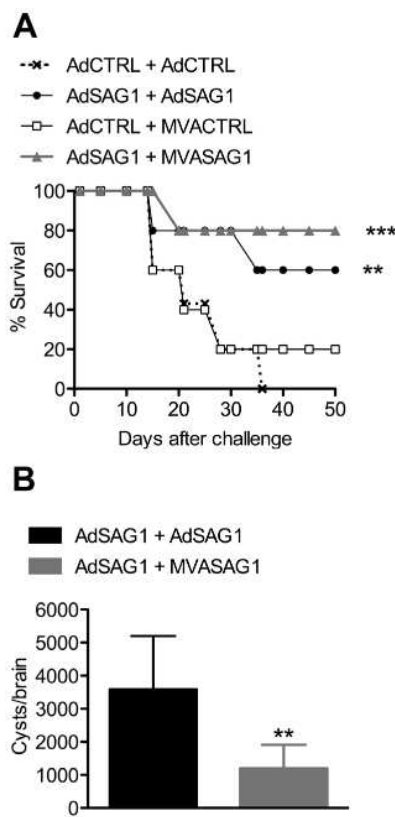 A
AdCTRL + AdCTRL
AdSAG1 + AdSAG1
AdCTRL + MVACTRL
AdSAG1 + MVASAG1
100
80
60
40
20
0
% Survival
***
**
0 10 20 30 40 50
Days after challenge
B
AdSAG1 + AdSAG1
AdSAG1 + MVASAG1
6000
5000
4000
3000
2000
1000
0
Cysts/brain
**